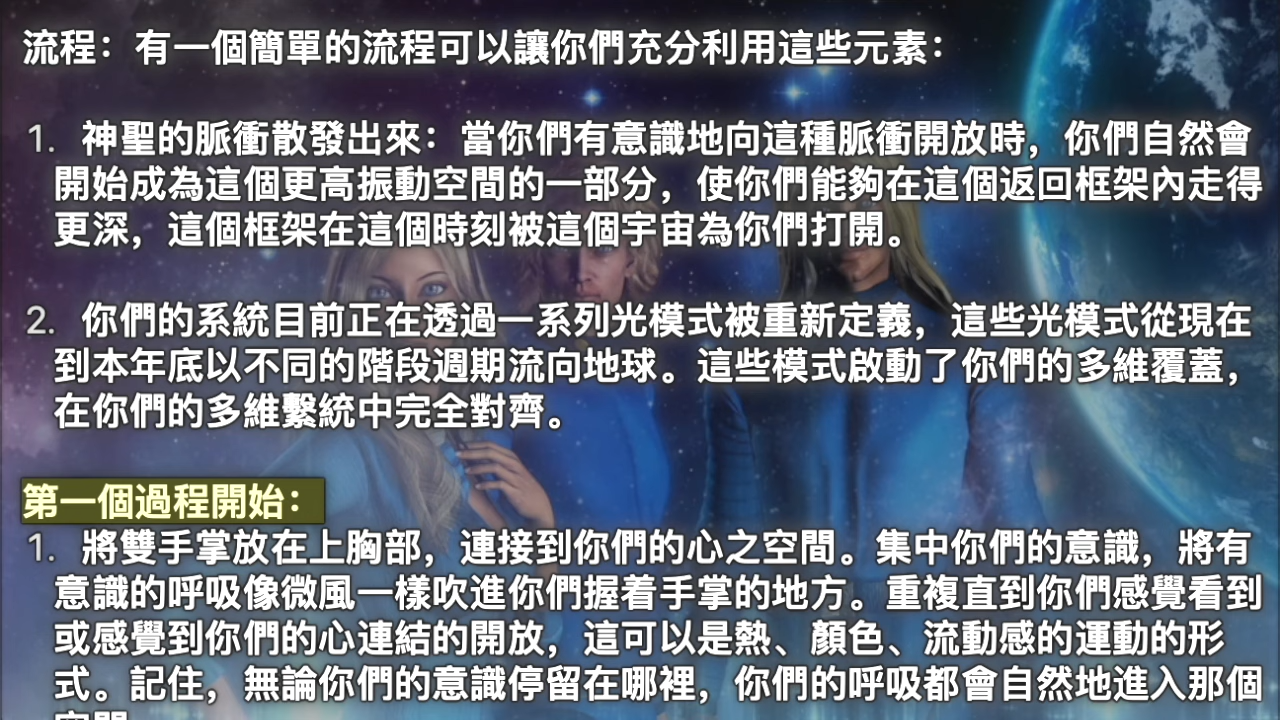 流程：有一個簡單的流程可以讓你們充分利用這些元素：
1. 神聖的脈衝散發出來：當你們有意識地向這種脈衝開放時，你們自然會
開始成為這個更高振動空間的一部分，使你們能夠在這個返回框架內走得
更深，這個框架在這個時刻被這個宇宙為你們打開。
2. 你們的系統目前正在透過一系列光模式被重新定義，這些光模式從現在
到本年底以不同的階段週期流向地球。這些模式啟動了你們的多維覆蓋，
在你們的多維繫統中完全對齊。
第一個過程開始：
1. 將雙手掌放在上胸部，連接到你們的心之空間。集中你們的意識，將有
意識的呼吸像微風一樣吹進你們握着手掌的地方。重複直到你們感覺看到
或感覺到你們的心連結的開放，這可以是熱、顏色、流動感的運動的形
式。記住，無論你們的意識停留在哪裡，你們的呼吸都會自然地進入那個